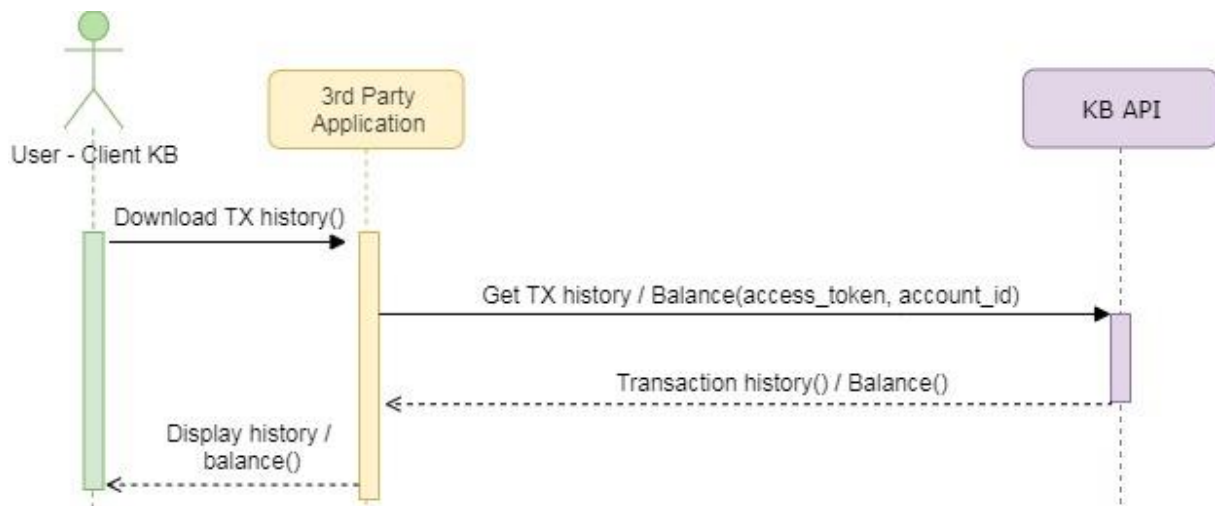 3rd Party
Application
KB API
User - Client KB
Download TX history()
Get TX history / Balance(access_token, account_id)
Transaction history() / Balance()
Display history /
balance()